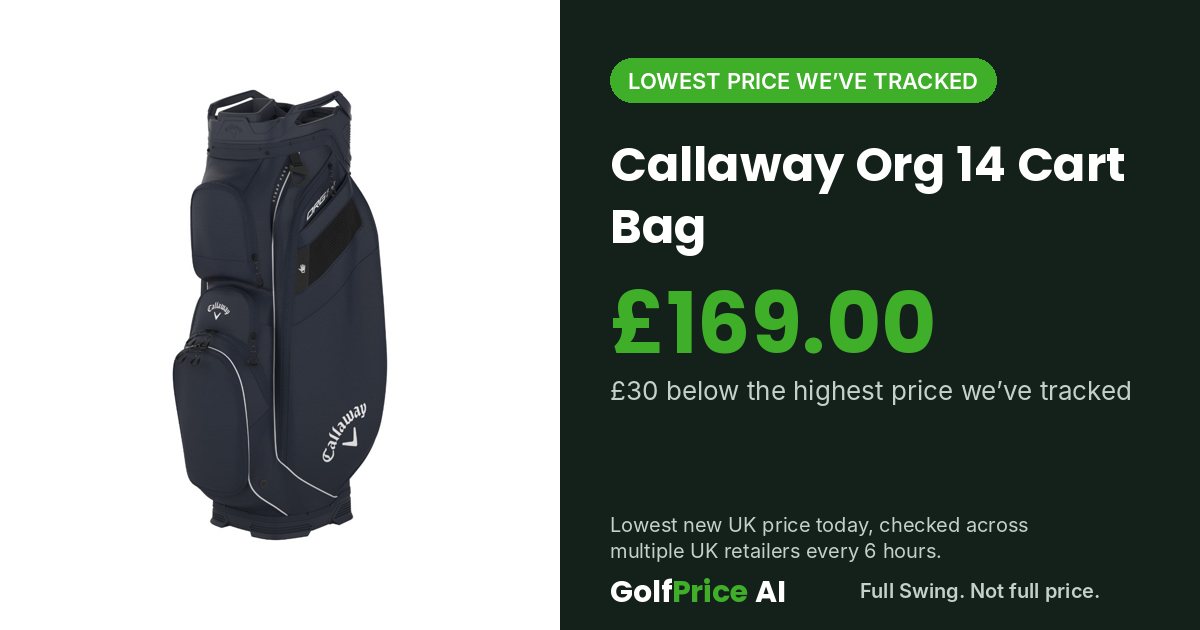 ORG 14
Callaway
Callaway
LOWEST PRICE WE’VE TRACKED
Callaway Org 14 Cart
Bag
£169.00
£30 below the highest price we’ve tracked
Lowest new UK price today, checked across
multiple UK retailers every 6 hours.
GolfPrice AI
Full Swing. Not full price.